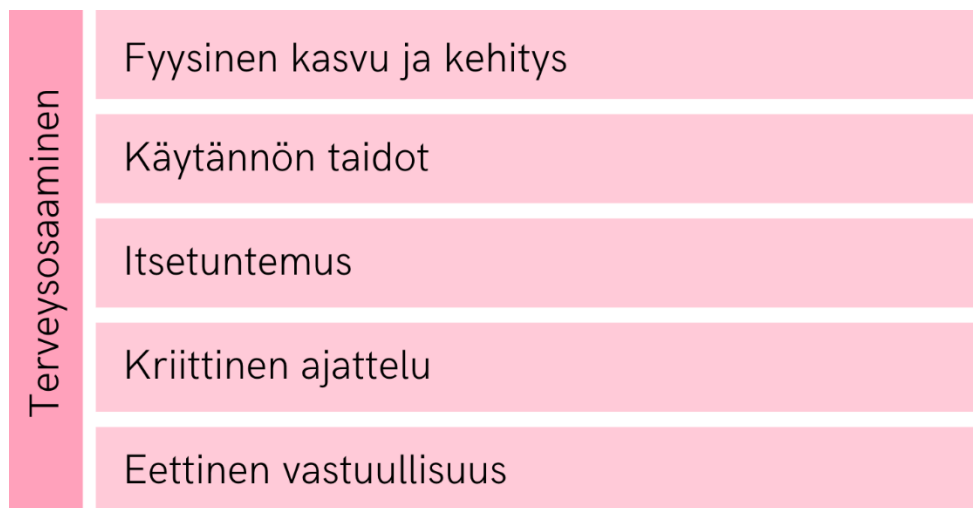 Terveysosaaminen
Fyysinen kasvu ja kehitys
Käytännön taidot
Itsetuntemus
Kriittinen ajattelu
Eettinen vastuullisuus